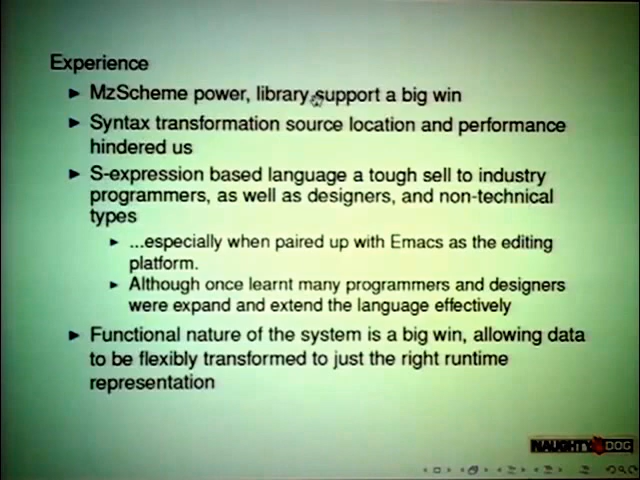 Experience
MzScheme power, library support a big win
Syntax transformation source location and performance
hindered us
S-expression based language a tough sell to industry
programmers, as well as designers, and non-technical
types
...especially when paired up with Emacs as the editing
platform.
Although once learnt many programmers and designers
were expand and extend the language effectively
Functional nature of the system is a big win, allowing data
to be flexibly transformed to just the right runtime
representation
NAUGHTY DOG